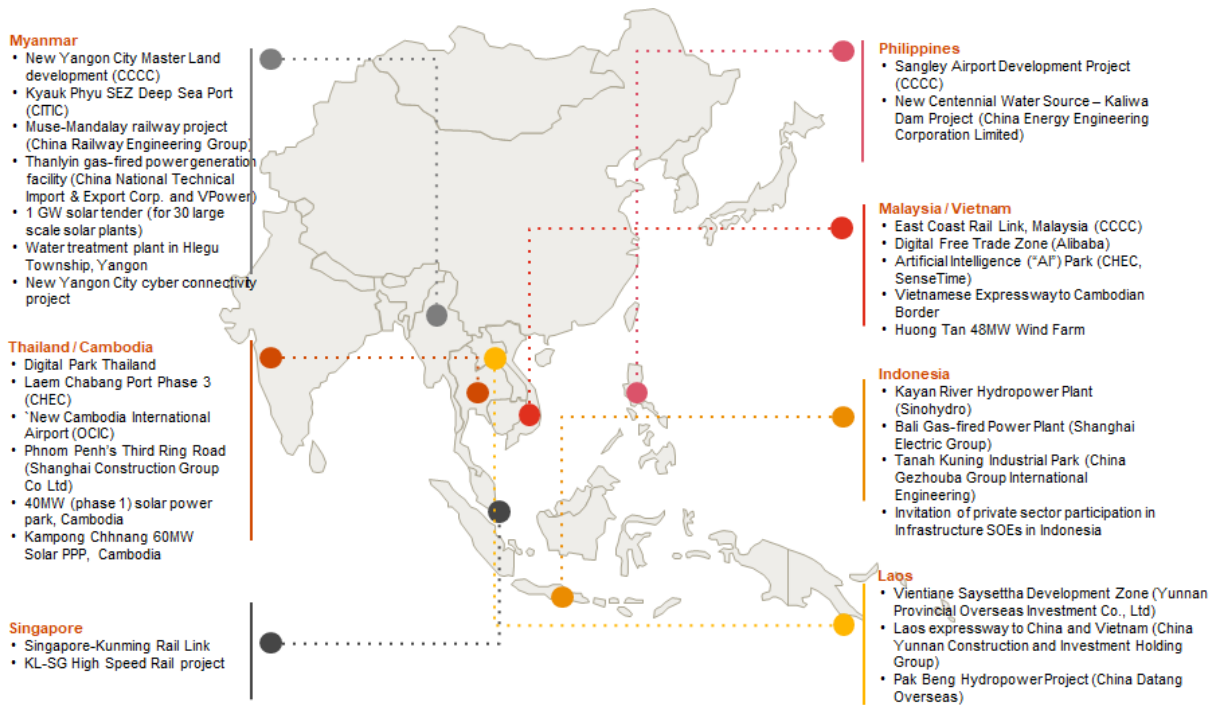 Myanmar
• New Yangon City Master Land
development (CCCC)
• Kyauk Phyu SEZ Deep Sea Port
(CITIC)
• Muse-Mandalay railway project
(China Railway Engineering Group)
• Thanlyin gas-fired power generation
facility (China National Technical
Import & Export Corp. and VPower)
• 1 GW solar tender (for 30 large
scale solar plants)
• Water treatment plant in Hlegu
Township, Yangon
• New Yangon City cyber connectivity
project
Thailand / Cambodia
• Digital Park Thailand
• Laem Chabang Port Phase 3
(CHEC)
• `New Cambodia International
Airport (OCIC)
• Phnom Penh's Third Ring Road
(Shanghai Construction Group
Co Ltd)
• 40MW (phase 1) solar power
park, Cambodia
• Kampong Chhnang 60MW
Solar PPP, Cambodia
Singapore
• Singapore-Kunming Rail Link
• KL-SG High Speed Rail project
Philippines
• Sangley Airport Development Project
(CCCC)
• New Centennial Water Source – Kaliwa
Dam Project (China Energy Engineering
Corporation Limited)
Malaysia / Vietnam
• East Coast Rail Link, Malaysia (CCCC)
• Digital Free Trade Zone (Alibaba)
• Artificial Intelligence (“AI”) Park (CHEC,
SenseTime)
• Vietnamese Expressway to Cambodian
Border
• Huong Tan 48MW Wind Farm
Indonesia
• Kayan River Hydropower Plant
(Sinohydro)
• Bali Gas-fired Power Plant (Shanghai
Electric Group)
• Tanah Kuning Industrial Park (China
Gezhouba Group International
Engineering)
• Invitation of private sector participation in
Infrastructure SOEs in Indonesia
Laos
• Vientiane Saysettha Development Zone (Yunnan
Provincial Overseas Investment Co., Ltd)
• Laos expressway to China and Vietnam (China
Yunnan Construction and Investment Holding
Group)
• Pak Beng Hydropower Project (China Datang
Overseas)